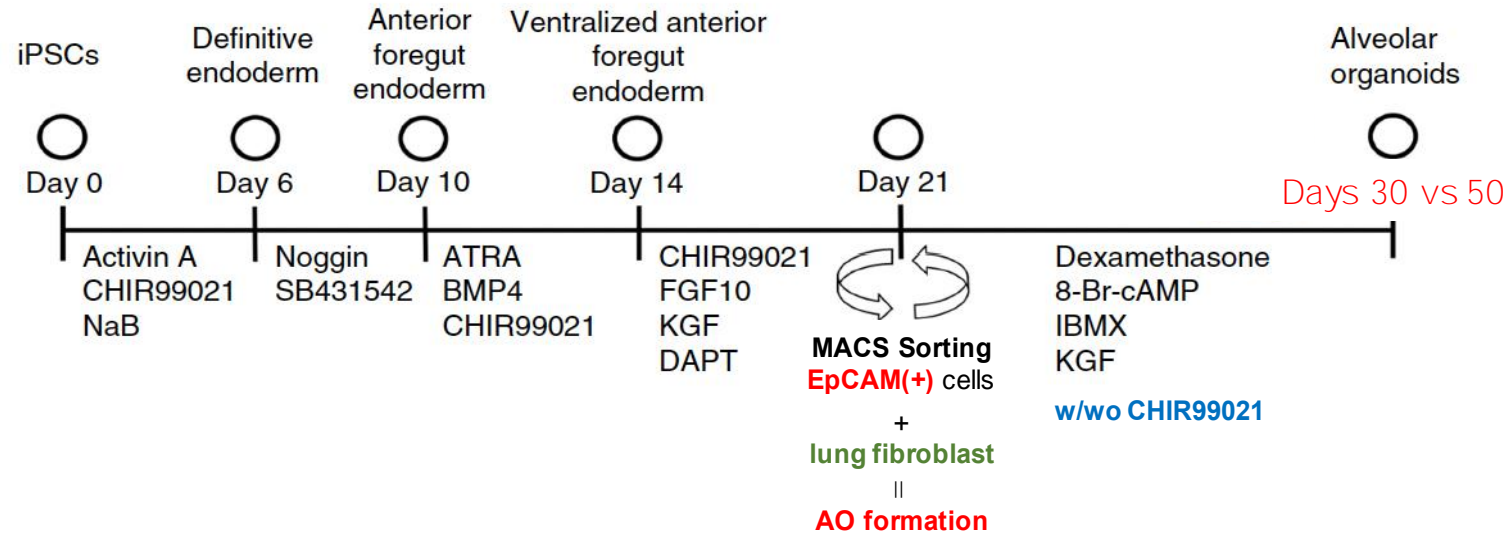 iPSCs
Definitive
endoderm
Anterior
foregut
endoderm
Ventralized anterior
foregut
endoderm
Alveolar
organoids
Day 0
Day 6
Day 10
Day 14
Day 21
Days 30 vs 50
Activin A
CHIR99021
NaB
Noggin
SB431542
ATRA
BMP4
CHIR99021
CHIR99021
FGF10
KGF
DAPT
MACS Sorting
EpCAM(+) cells
+
lung fibroblast
=
AO formation
Dexamethasone
8-Br-cAMP
IBMX
KGF
w/wo CHIR99021